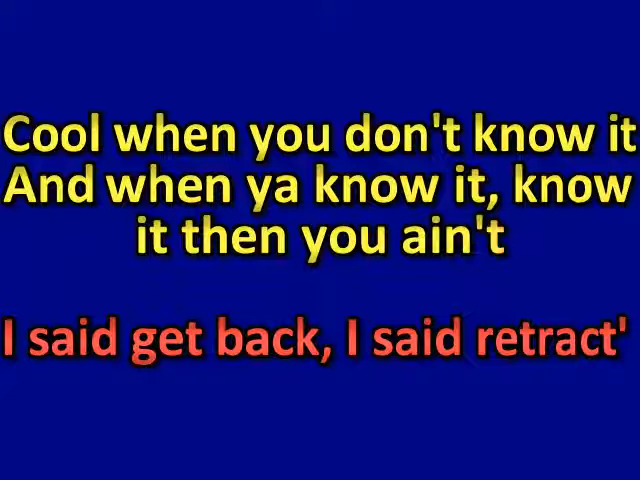 Cool when you don't know it
And when ya know it, know
it then you ain't
I said get back, I said retract'